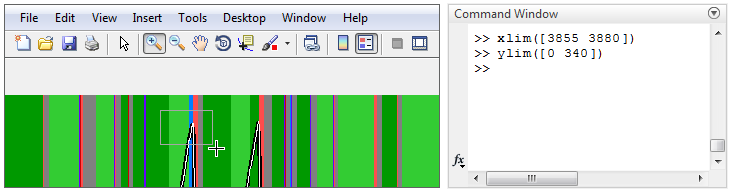 File Edit View Insert Tools Desktop Window Help
Command Window
>> xlim([3855 3880])
>> ylim([0 340])
>>
fx